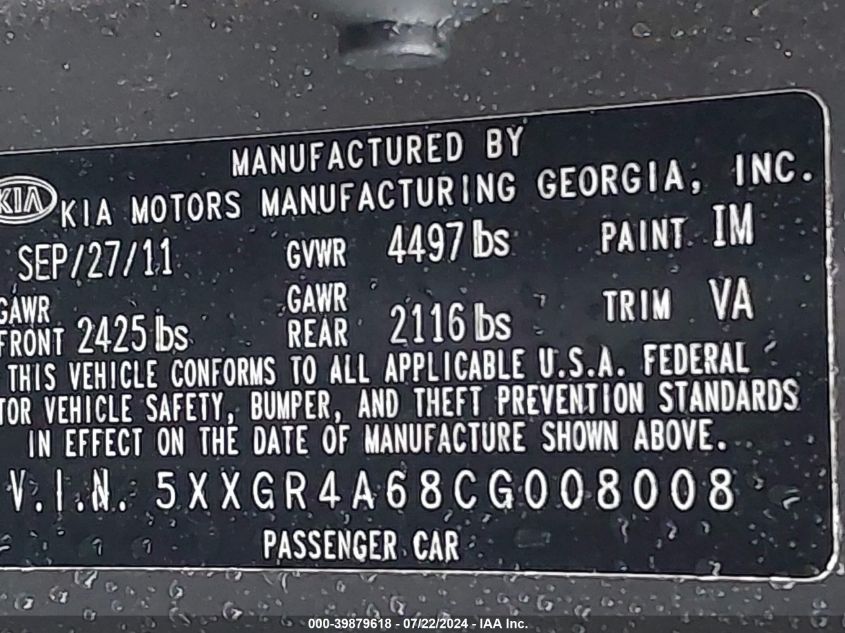 MANUFACTURED BY
KIA
KIA MOTORS MANUFACTURING GEORGIA, INC.
SEP/27/11 GVWR 4497 lbs PAINT IM
GAWR FRONT 2425 lbs GAWR REAR 2116 lbs TRIM VA
THIS VEHICLE CONFORMS TO ALL APPLICABLE U.S.A. FEDERAL
TOR VEHICLE SAFETY, BUMPER, AND THEFT PREVENTION STANDARDS
IN EFFECT ON THE DATE OF MANUFACTURE SHOWN ABOVE.
V.I.N. 5XXGR4A68CG008008
PASSENGER CAR
000-39879618 - 07/22/2024 - IAA Inc.